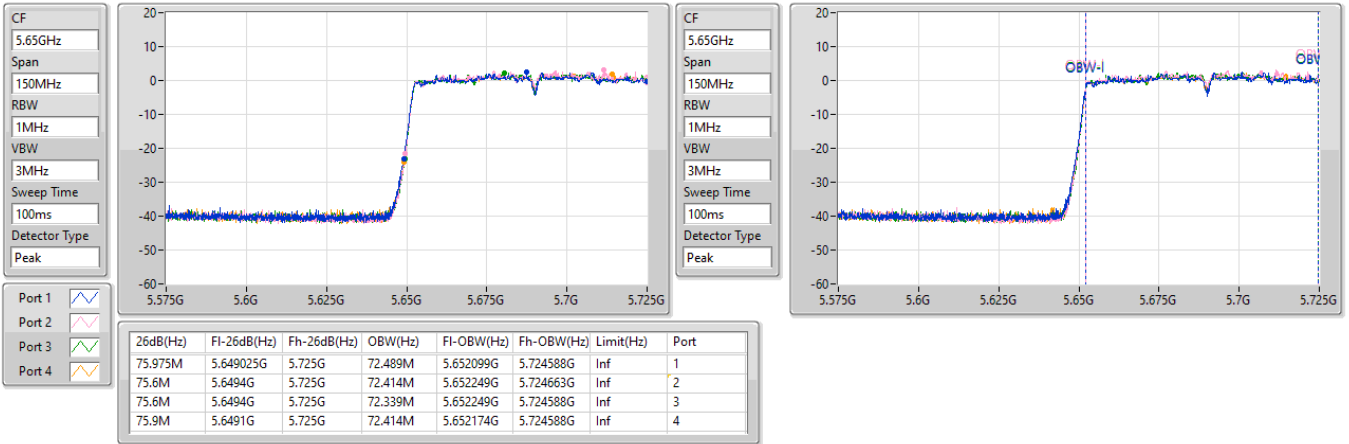 CF
5.65GHz
Span
150MHz
RBW
1MHz
VBW
3MHz
Sweep Time
100ms
Detector Type
Peak
Port 1
Port 2
Port 3
Port 4
20
10
0
-10
-20
-30
-40
-50
-60
5.575G 5.6G 5.625G 5.65G 5.675G 5.7G 5.725G
CF
5.65GHz
Span
150MHz
RBW
1MHz
VBW
3MHz
Sweep Time
100ms
Detector Type
Peak
20
10
0
-10
-20
-30
-40
-50
-60
5.575G 5.6G 5.625G 5.65G 5.675G 5.7G 5.725G
OBW-l
OBW
26dB(Hz) Fl-26dB(Hz) Fh-26dB(Hz) OBW(Hz) Fl-OBW(Hz) Fh-OBW(Hz) Limit(Hz) Port
75.975M 5.649025G 5.725G 72.489M 5.652099G 5.724588G Inf 1
75.6M 5.6494G 5.725G 72.414M 5.652249G 5.724663G Inf 2
75.6M 5.6494G 5.725G 72.339M 5.652249G 5.724588G Inf 3
75.9M 5.6491G 5.725G 72.414M 5.652174G 5.724588G Inf 4